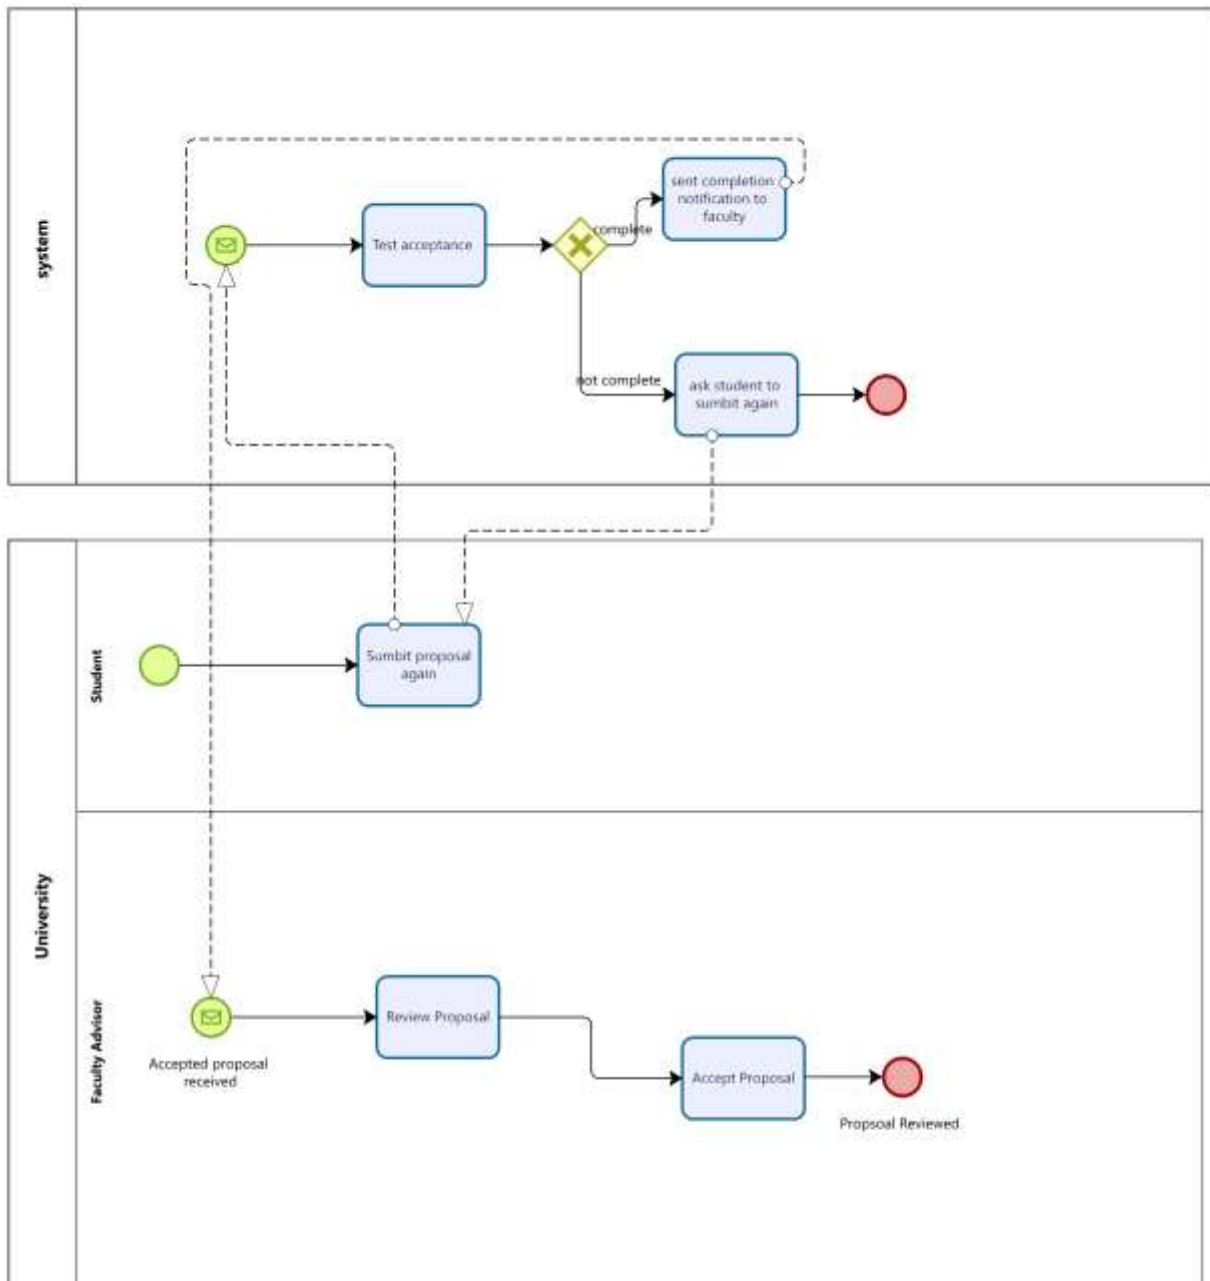 system
sent completion
notification to
faculty
complete
Test acceptance
not complete
ask student to
sumbit again
University
Student
Sumbit proposal
again
Faculty Advisor
Accepted proposal
received
Review Proposal
Accept Proposal
Propsoal Reviewed